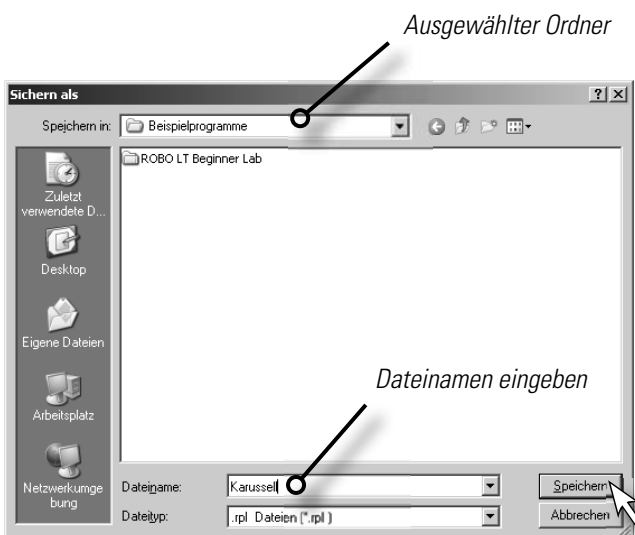 Ausgewählter Ordner
Sichern als
Speichern in:
Beispielprogramme
ROBO LT Beginner Lab
Zuletzt
verwendete D...
Desktop
Eigene Dateien
Arbeitsplatz
Netzwerkumge
bung
Dateinamen eingeben
Dateiname:
Karussell
Speichern
Dateityp:
.rpl Dateien (*.rpl )
Abbrechen